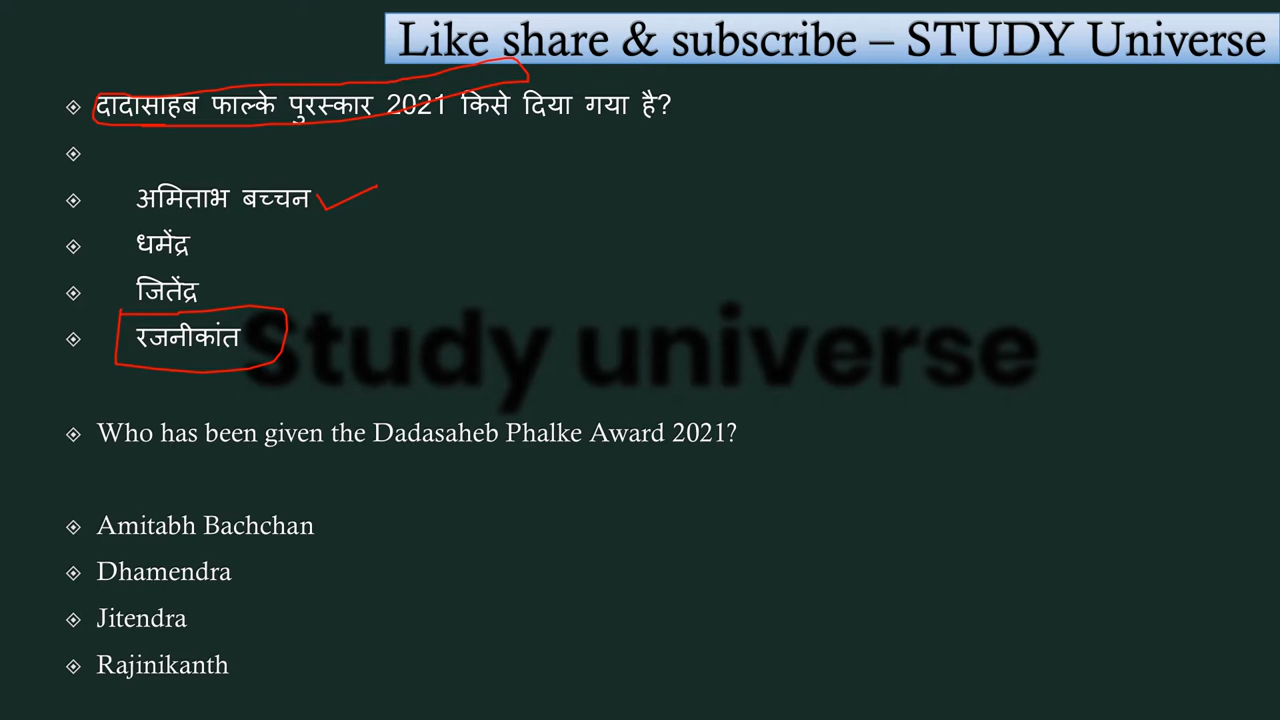 Like share & subscribe – STUDY Universe
दादासाहब फाल्के पुरस्कार 2021 किसे दिया गया है?
अमिताभ बच्चन
धमेंद्र
जितेंद्र
रजनीकांत
Study universe
Who has been given the Dadasaheb Phalke Award 2021?
Amitabh Bachchan
Dhamendra
Jitendra
Rajinikanth